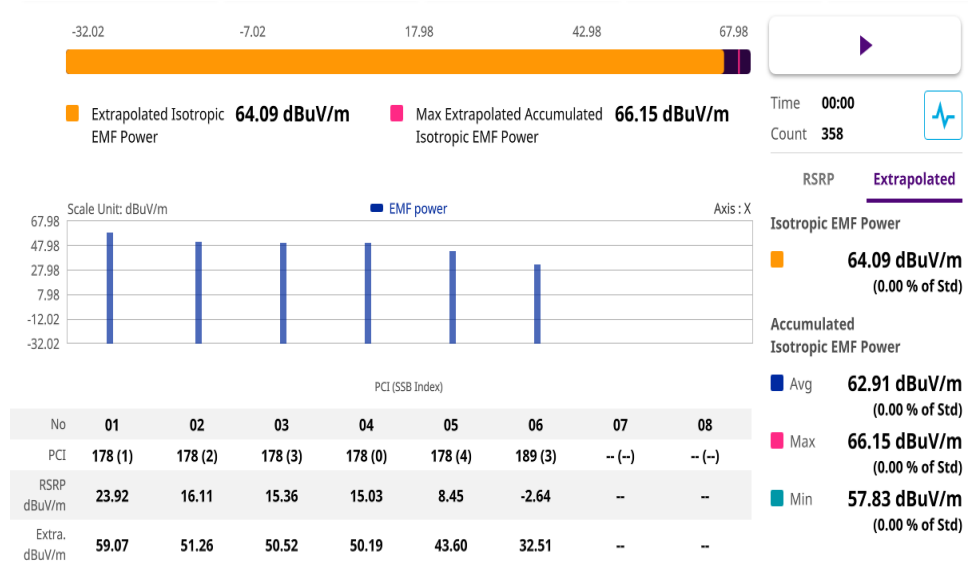 -32.02 -7.02 17.98 42.98 67.98
Extrapolated Isotropic EMF Power 64.09 dBuV/m
Max Extrapolated Accumulated Isotropic EMF Power 66.15 dBuV/m
Time 00:00
Count 358
RSRP Extrapolated
Scale Unit: dBuV/m EMF power Axis : X
67.98
47.98
27.98
7.98
-12.02
-32.02
PCI (SSB Index)
No 01 02 03 04 05 06 07 08
PCI 178 (1) 178 (2) 178 (3) 178 (0) 178 (4) 189 (3) -- (--) -- (--)
RSRP dBuV/m 23.92 16.11 15.36 15.03 8.45 -2.64 -- --
Extra. dBuV/m 59.07 51.26 50.52 50.19 43.60 32.51 -- --
Isotropic EMF Power
64.09 dBuV/m
(0.00 % of Std)
Accumulated
Isotropic EMF Power
Avg 62.91 dBuV/m
(0.00 % of Std)
Max 66.15 dBuV/m
(0.00 % of Std)
Min 57.83 dBuV/m
(0.00 % of Std)